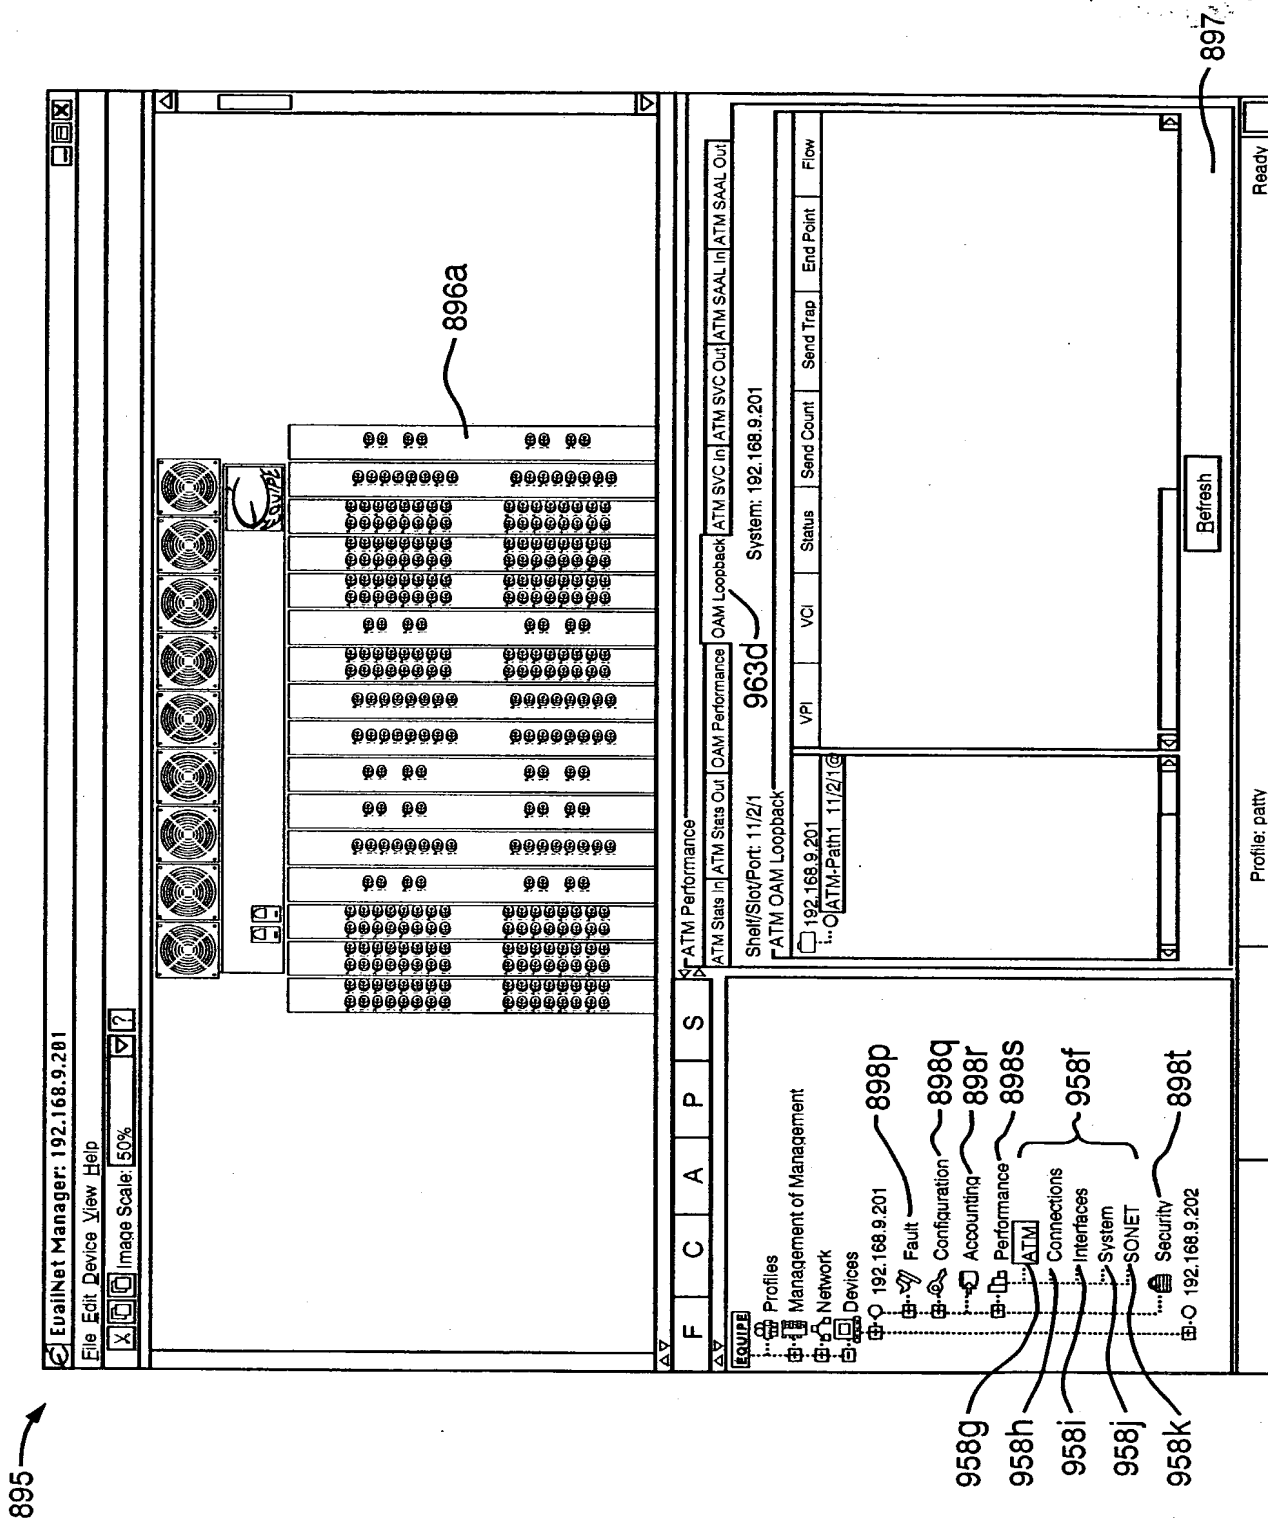 895
EvailNet Manager: 192.168.9.201
File Edit Device View Help
Image Scale: 50%
?
896a
F C A P S
EQUIPE
Profiles
Management of Management
Network
Devices
192.168.9.201
Fault
Configuration
Accounting
Performance
ATM
Connections
Interfaces
System
SONET
Security
192.168.9.202
898p
898q
898r
898s
958f
898t
958g
958h
958i
958j
958k
ATM Performance
ATM Stats In ATM Stats Out OAM Performance OAM Loopback ATM SVC In ATM SVC Out ATM SAAL In ATM SAAL Out
Shelf/Slot/Port: 11/2/1
963d
System: 192.168.9.201
ATM OAM Loopback
192.168.9.201
ATM-Path1 11/2/1@
VPI VCI Status Send Count Send Trap End Point Flow
Refresh
897
Profile: patty
Ready